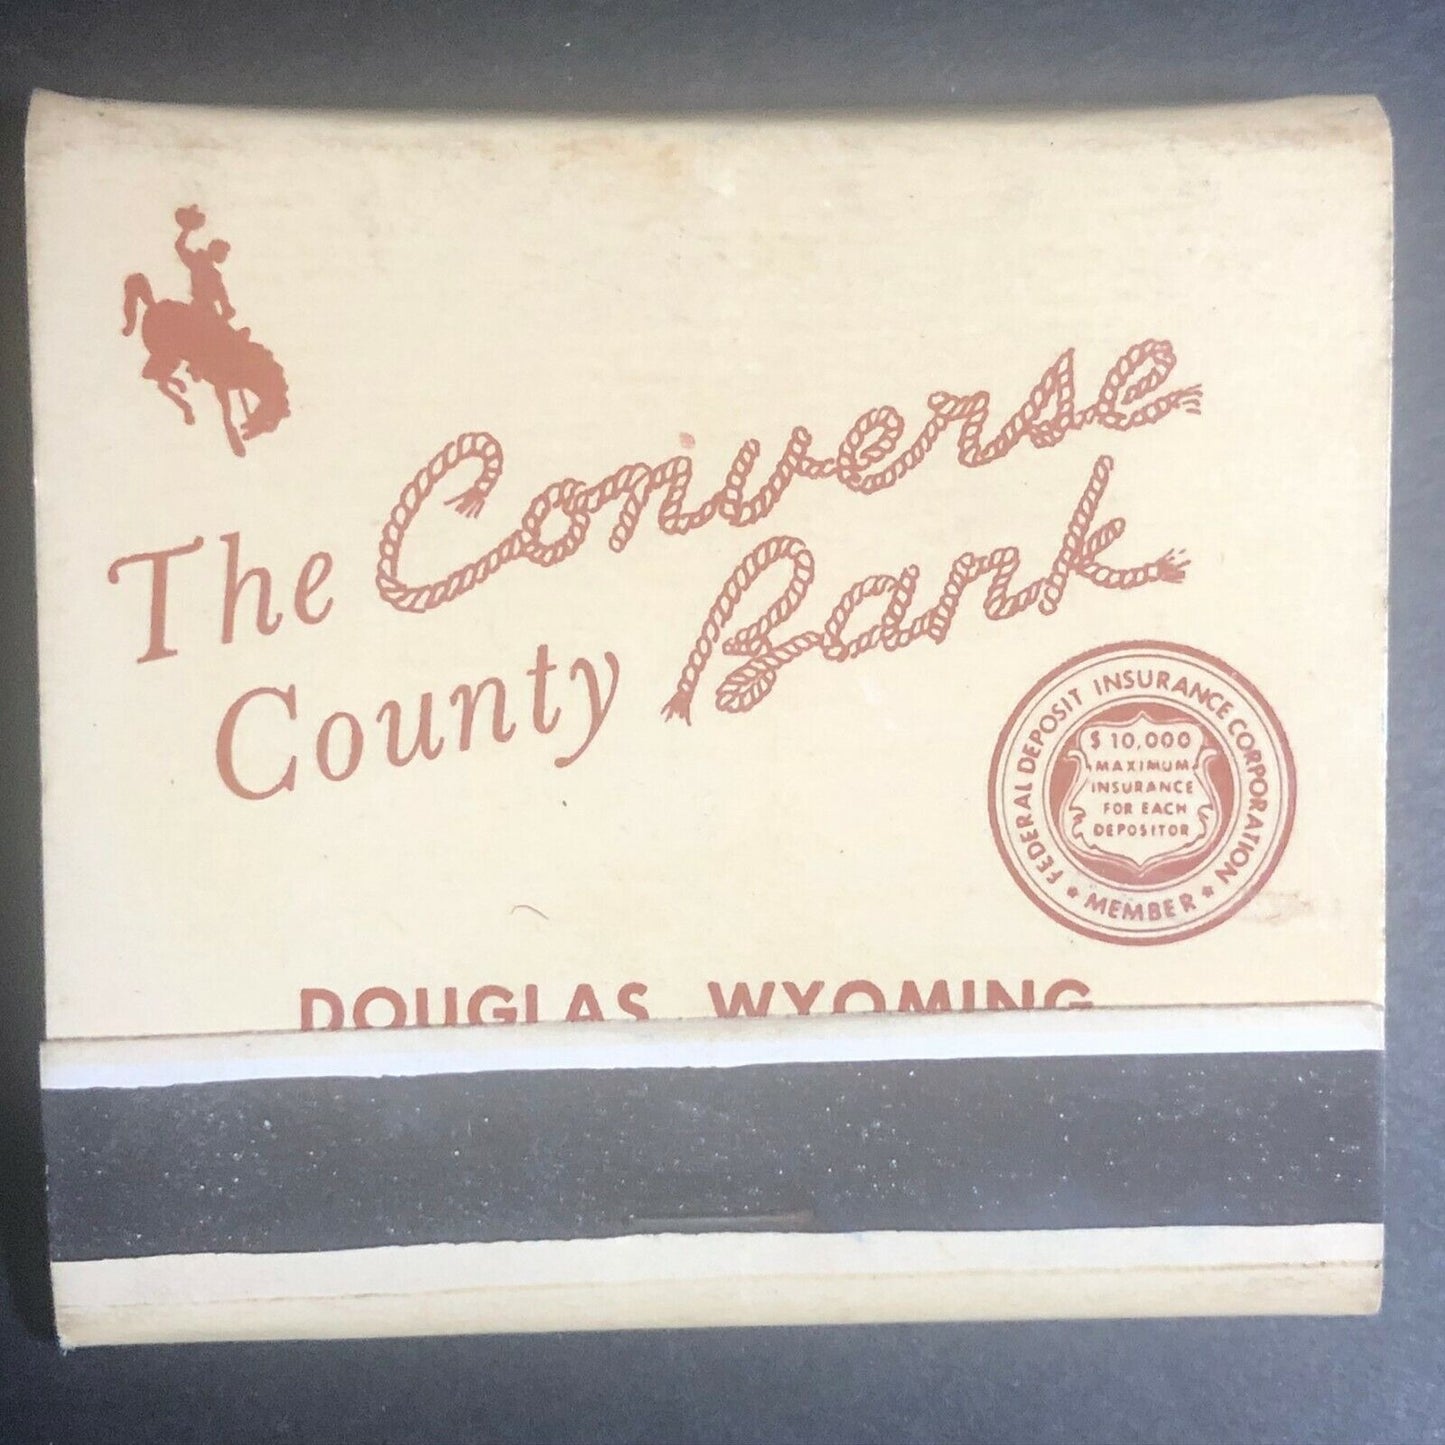 The Converse
County Bank
FEDERAL DEPOSIT INSURANCE CORPORATION
$10,000
MAXIMUM
INSURANCE
FOR EACH
DEPOSITOR
* MEMBER *
DOUGLAS, WYOMING